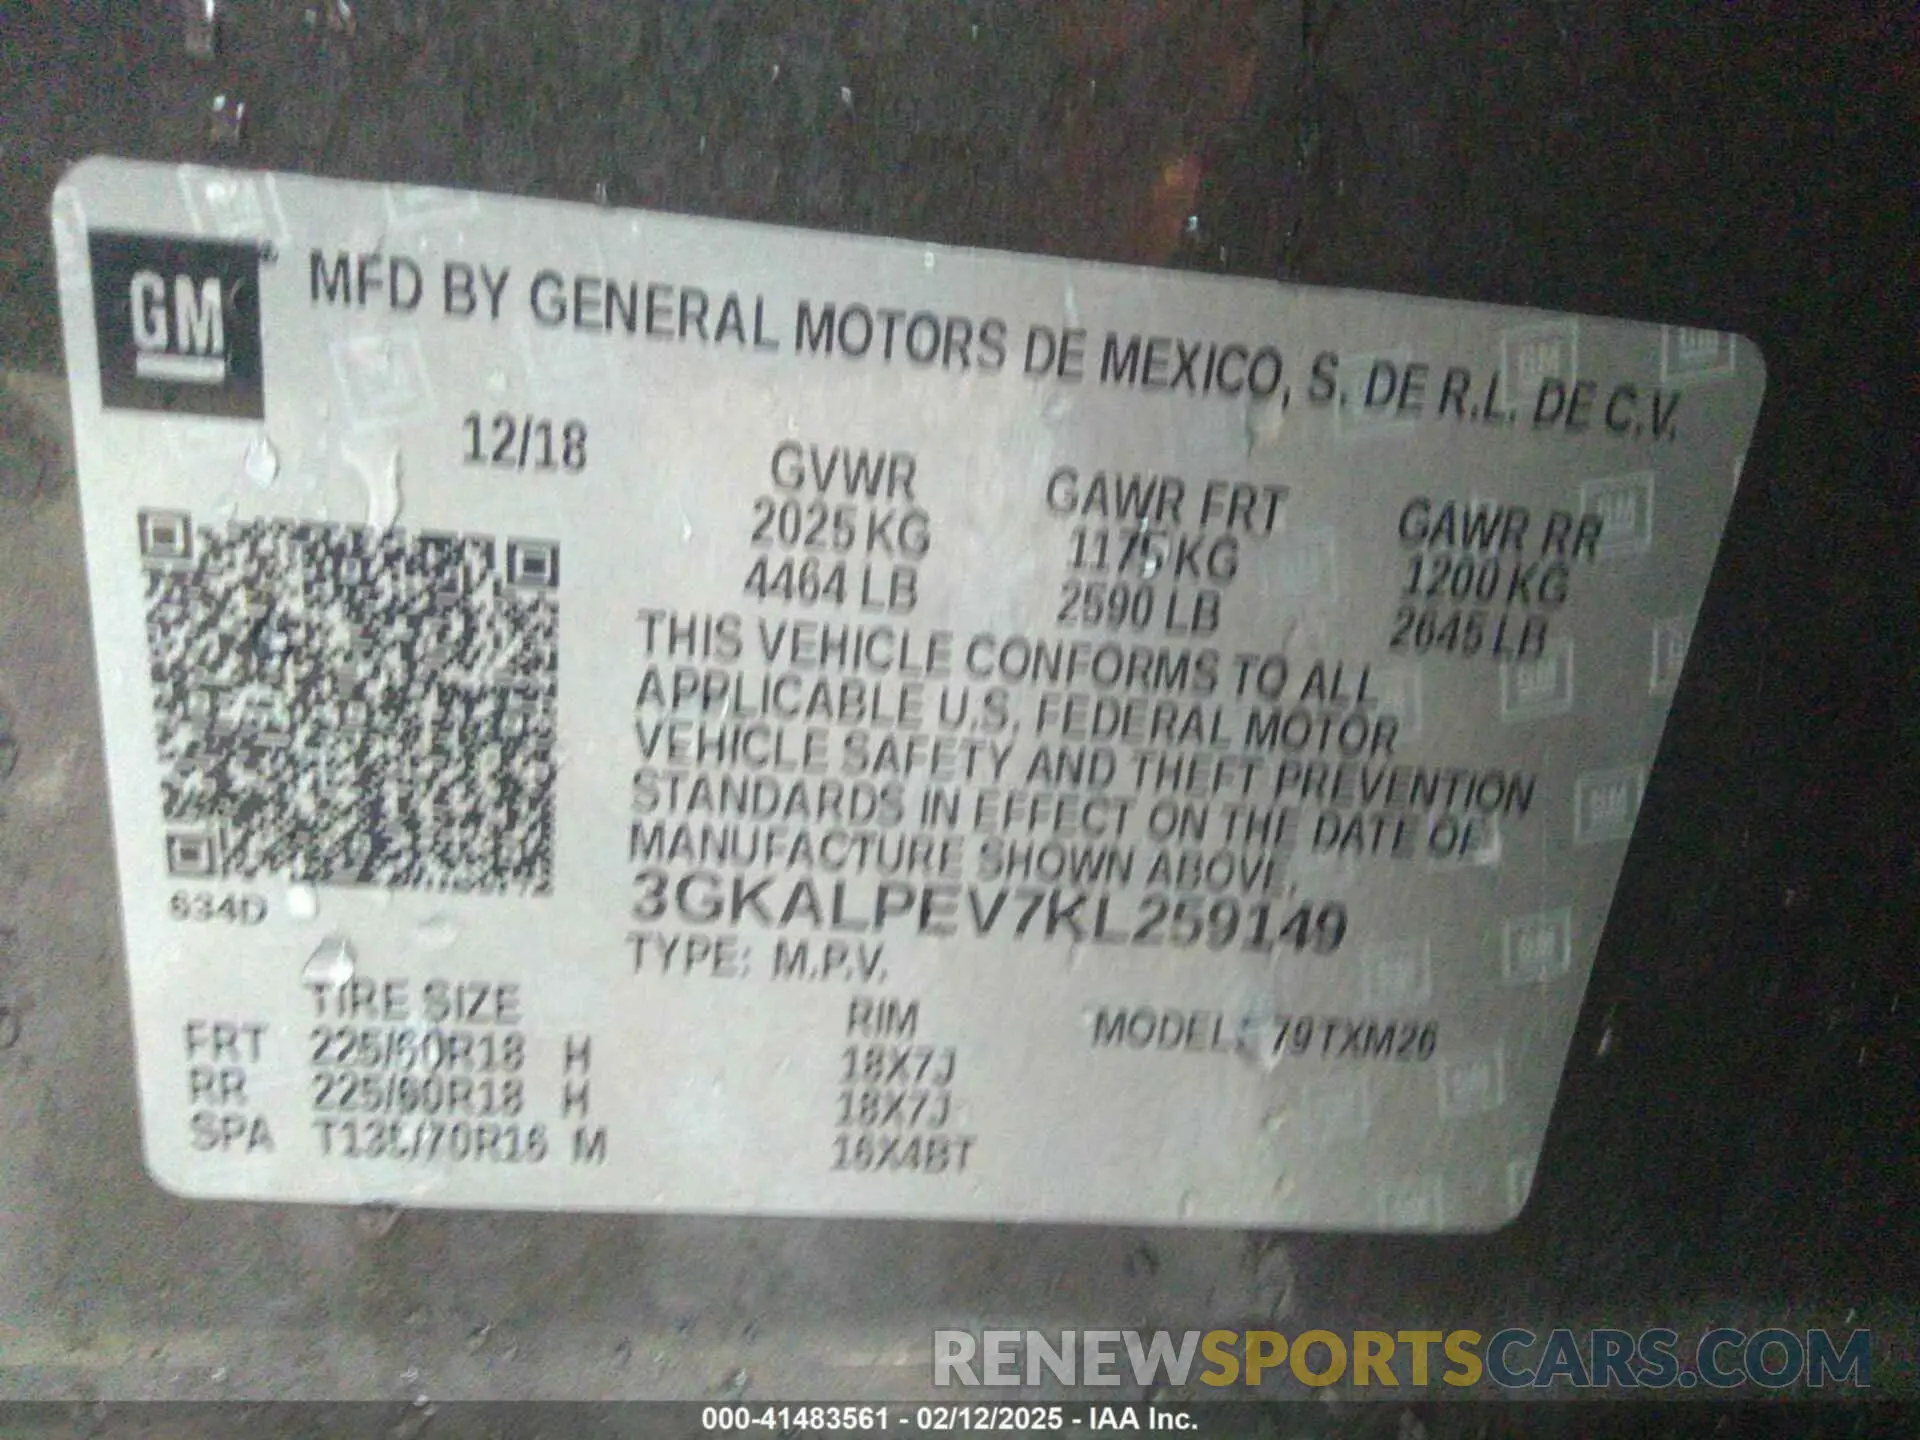 GM
MFD BY GENERAL MOTORS DE MEXICO, S. DE R.L. DE C.V.
12/18
GVWR GAWR FRT GAWR RR
2025 KG 1175 KG 1200 KG
4464 LB 2590 LB 2645 LB
THIS VEHICLE CONFORMS TO ALL
APPLICABLE U.S. FEDERAL MOTOR
VEHICLE SAFETY AND THEFT PREVENTION
STANDARDS IN EFFECT ON THE DATE OF
MANUFACTURE SHOWN ABOVE.
634D
3GKALPEV7KL259149
TYPE: M.P.V.
TIRE SIZE RIM MODEL: 79TXM26
FRT 225/60R18 H 18X7J
RR 225/60R18 H 18X7J
SPA T135/70R16 M 16X4BT
RENEWSPORTSCARS.COM
000-41483561 - 02/12/2025 - IAA Inc.